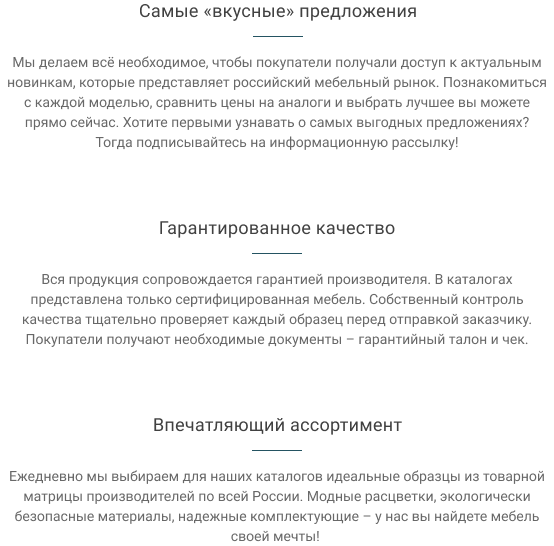 Самые «вкусные» предложения
Мы делаем всё необходимое, чтобы покупатели получали доступ к актуальным
новинкам, которые представляет российский мебельный рынок. Познакомиться
с каждой моделью, сравнить цены на аналоги и выбрать лучшее вы можете
прямо сейчас. Хотите первыми узнавать о самых выгодных предложениях?
Тогда подписывайтесь на информационную рассылку!
Гарантированное качество
Вся продукция сопровождается гарантией производителя. В каталогах
представлена только сертифицированная мебель. Собственный контроль
качества тщательно проверяет каждый образец перед отправкой заказчику.
Покупатели получают необходимые документы – гарантийный талон и чек.
Впечатляющий ассортимент
Ежедневно мы выбираем для наших каталогов идеальные образцы из товарной
матрицы производителей по всей России. Модные расцветки, экологически
безопасные материалы, надежные комплектующие – у нас вы найдете мебель
своей мечты!